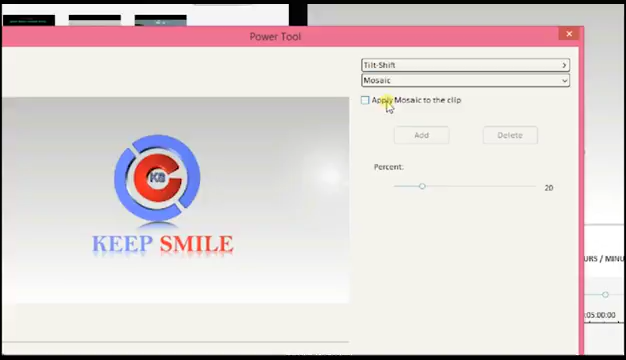 Power Tool
Tilt-Shift
Mosaic
Apply Mosaic to the clip
Add
Delete
Percent:
20
KEEP SMILE
URS / MINU
:05:00:00